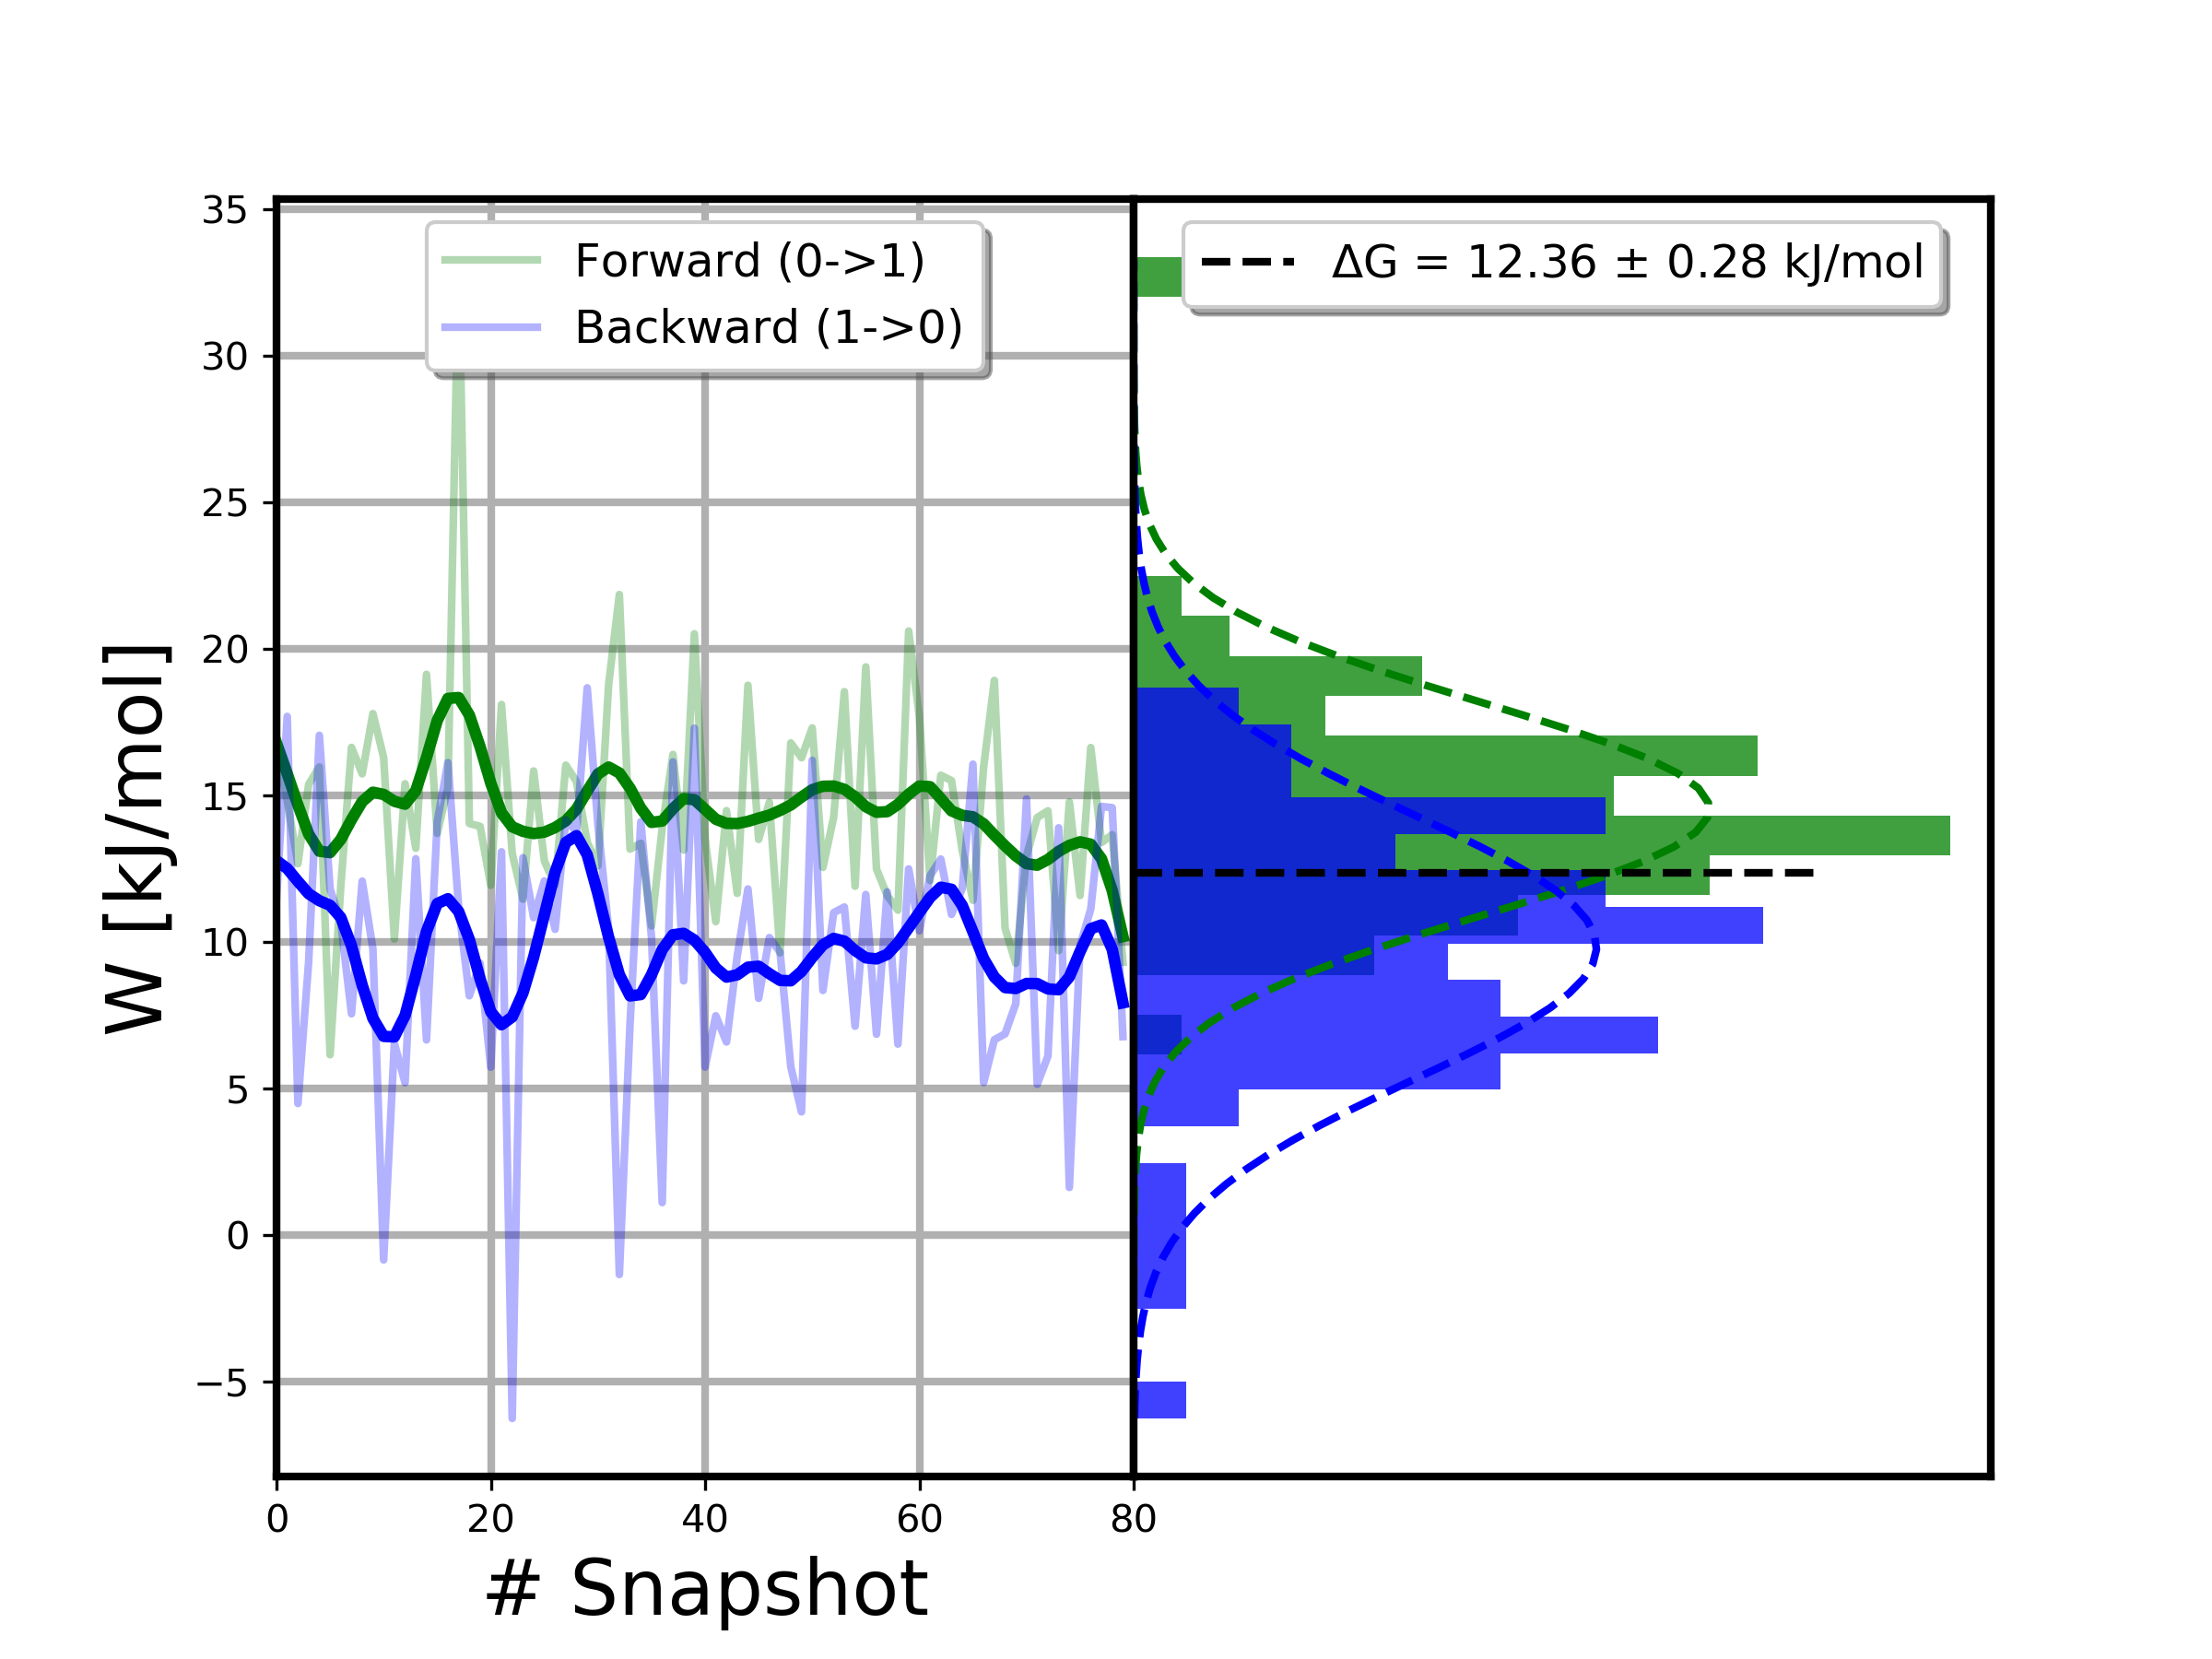 35
30
25
20
15
10
5
0
−5
W [kJ/mol]
Forward (0->1)
Backward (1->0)
ΔG = 12.36 ± 0.28 kJ/mol
0 20 40 60 80
# Snapshot